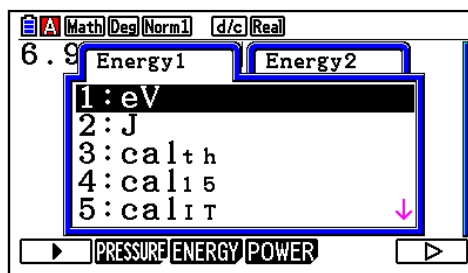 A Math Deg Norm1 d/c Real
6.9
Energy1 Energy2
1:eV
2:J
3:calth
4:cal15
5:calIT
PRESSURE ENERGY POWER